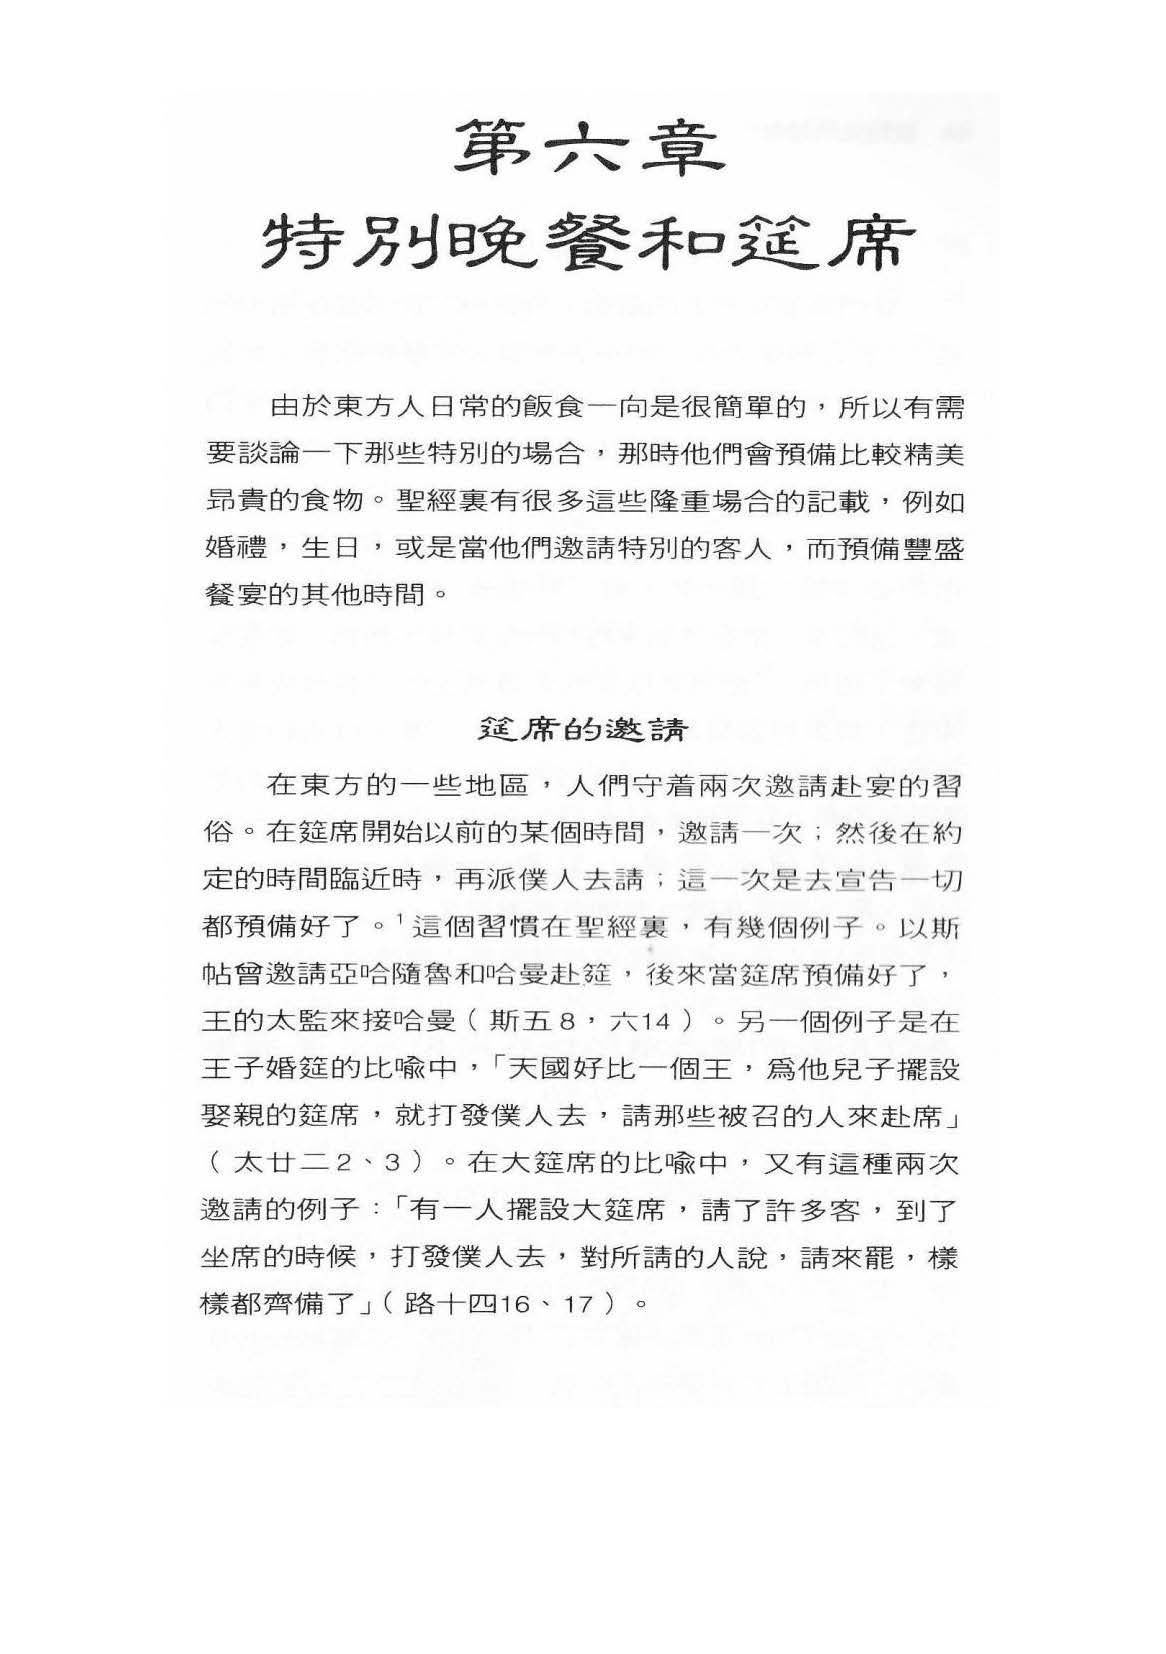 第六章
特別晚餐和筵席
由於東方人日常的飯食一向是很簡單的，所以有需
要談論一下那些特別的場合，那時他們會預備比較精美
昂貴的食物。聖經裏有很多這些隆重場合的記載，例如
婚禮，生日，或是當他們邀請特別的客人，而預備豐盛
餐宴的其他時間。
筵席的邀請
在東方的一些地區，人們守着兩次邀請赴宴的習
俗。在筵席開始以前的某個時間，邀請一次；然後在約
定的時間臨近時，再派僕人去請；這一次是去宣告一切
都預備好了。¹這個習慣在聖經裏，有幾個例子。以斯
帖曾邀請亞哈隨魯和哈曼赴筵，後來當筵席預備好了，
王的太監來接哈曼（斯五8，六14）。另一個例子是在
王子婚筵的比喻中，「天國好比一個王，爲他兒子擺設
娶親的筵席，就打發僕人去，請那些被召的人來赴席」
（太廿二2、3）。在大筵席的比喻中，又有這種兩次
邀請的例子：「有一人擺設大筵席，請了許多客，到了
坐席的時候，打發僕人去，對所請的人說，請來罷，樣
樣都齊備了」（路十四16、17）。